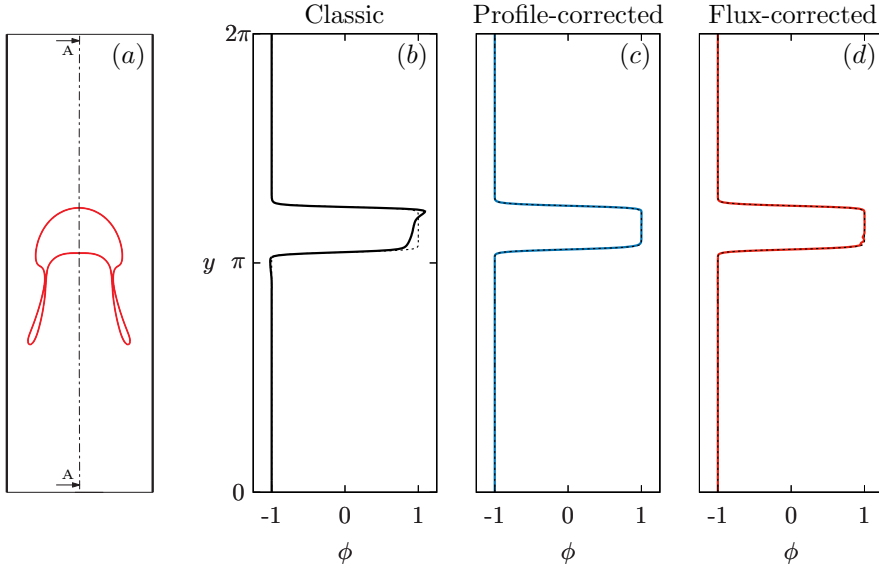 Classic
Profile-corrected
Flux-corrected
2π
A
(a)
(b)
(c)
(d)
y
π
A
0
-1 0 1
-1 0 1
-1 0 1
ϕ
ϕ
ϕ